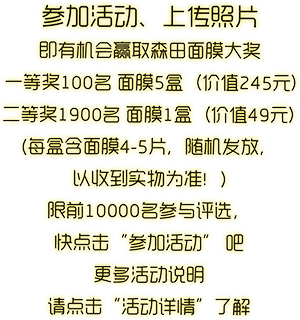 参加活动、上传照片
即有机会赢取森田面膜大奖
一等奖100名 面膜5盒（价值245元）
二等奖1900名 面膜1盒（价值49元）
(每盒含面膜4-5片，随机发放，
以收到实物为准！)
限前10000名参与评选，
快点击“参加活动” 吧
更多活动说明
请点击“活动详情”了解